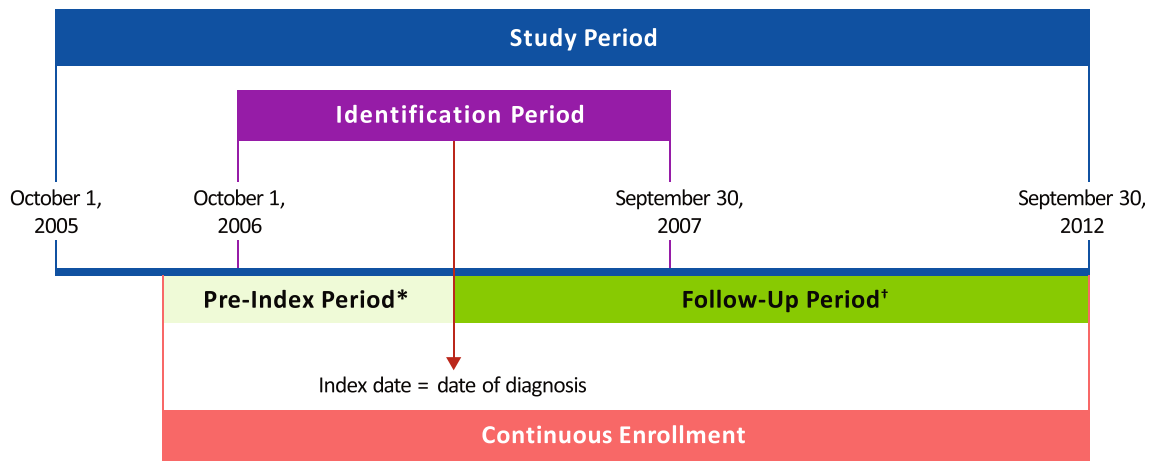 Study Period
Identification Period
October 1,
2005
October 1,
2006
September 30,
2007
September 30,
2012
Pre-Index Period*
Follow-Up Period†
Index date = date of diagnosis
Continuous Enrollment